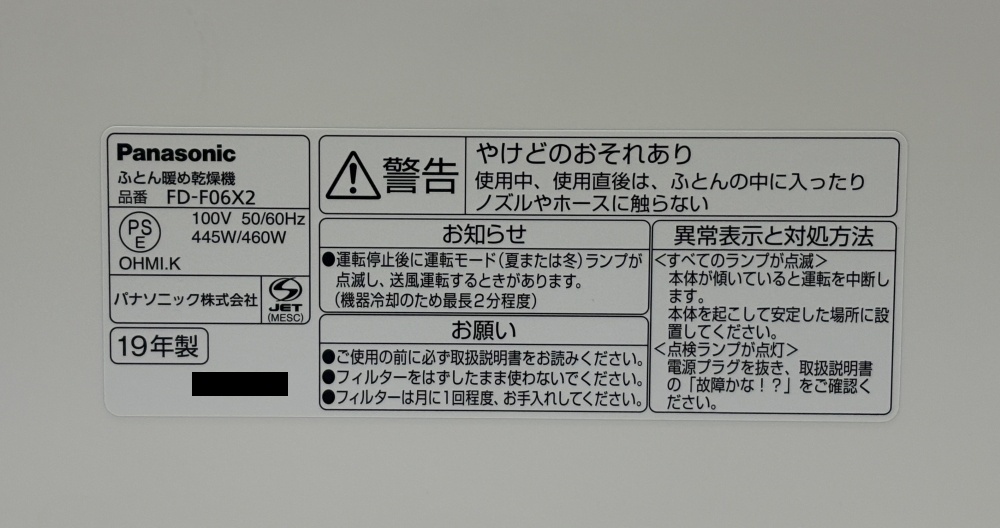 Panasonic
ふとん暖め乾燥機
品番 FD-F06X2
PS
E
100V 50/60Hz
445W/460W
OHMI.K
パナソニック株式会社
S
JET
(MESC)
19年製
警告
やけどのおそれあり
使用中、使用直後は、ふとんの中に入ったり
ノズルやホースに触らない
お知らせ
●運転停止後に運転モード(夏または冬)ランプが
点滅し、送風運転するときがあります。
(機器冷却のため最長2分程度)
お願い
●ご使用の前に必ず取扱説明書をお読みください。
●フィルターをはずしたまま使わないでください。
●フィルターは月に1回程度、お手入れしてください。
異常表示と対処方法
<すべてのランプが点滅>
本体が傾いていると運転を中断し
ます。
本体を起こして安定した場所に設
置してください。
<点検ランプが点灯>
電源プラグを抜き、取扱説明書
の「故障かな!?」をご確認く
ださい。